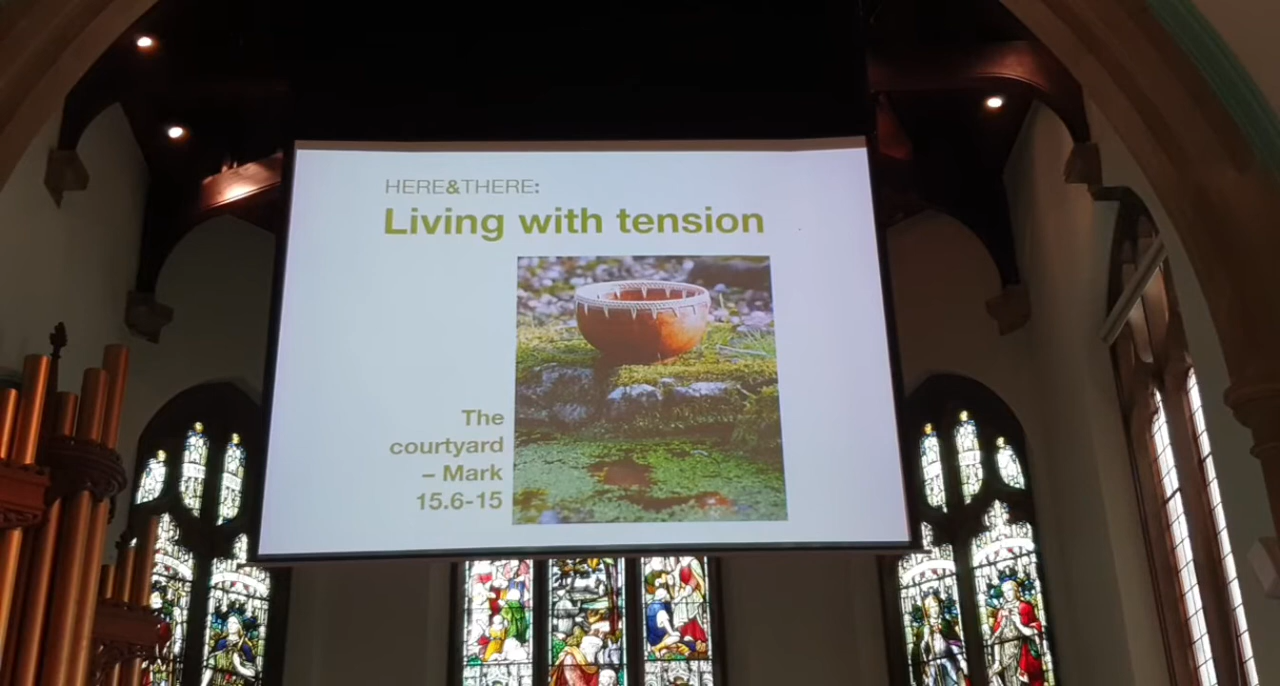 HERE&THERE:
Living with tension
The
courtyard
– Mark
15.6-15